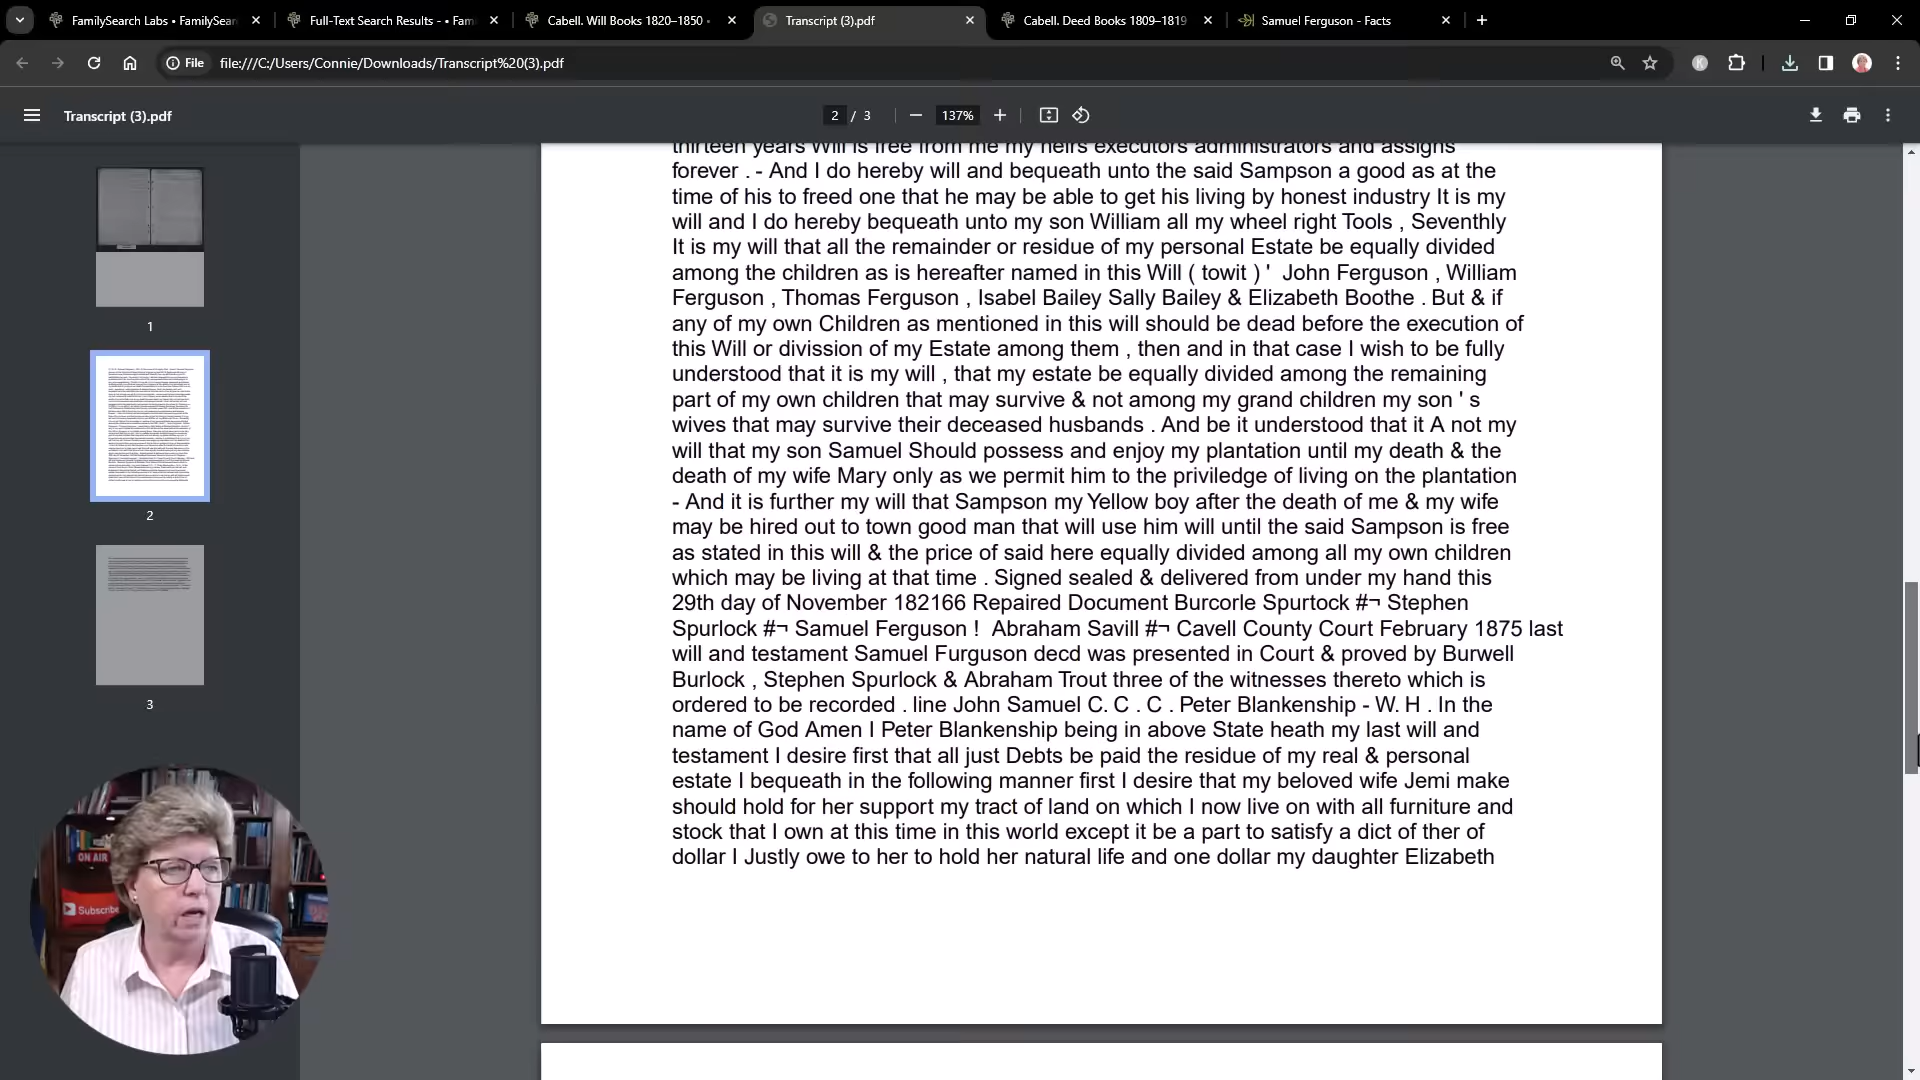 FamilySearch Labs • FamilySear
Full-Text Search Results - • Fam
Cabell. Will Books 1820–1850 •
Transcript (3).pdf
Cabell. Deed Books 1809–1819
Samuel Ferguson - Facts
File
file:///C:/Users/Connie/Downloads/Transcript%20(3).pdf
K
Transcript (3).pdf
2 / 3
137%
thirteen years Will is free from me my heirs executors administrators and assigns
forever . - And I do hereby will and bequeath unto the said Sampson a good as at the
time of his to freed one that he may be able to get his living by honest industry It is my
will and I do hereby bequeath unto my son William all my wheel right Tools , Seventhly
It is my will that all the remainder or residue of my personal Estate be equally divided
among the children as is hereafter named in this Will ( towit ) ' John Ferguson , William
Ferguson , Thomas Ferguson , Isabel Bailey Sally Bailey & Elizabeth Boothe . But & if
any of my own Children as mentioned in this will should be dead before the execution of
this Will or divission of my Estate among them , then and in that case I wish to be fully
understood that it is my will , that my estate be equally divided among the remaining
part of my own children that may survive & not among my grand children my son ' s
wives that may survive their deceased husbands . And be it understood that it A not my
will that my son Samuel Should possess and enjoy my plantation until my death & the
death of my wife Mary only as we permit him to the priviledge of living on the plantation
- And it is further my will that Sampson my Yellow boy after the death of me & my wife
may be hired out to town good man that will use him will until the said Sampson is free
as stated in this will & the price of said here equally divided among all my own children
which may be living at that time . Signed sealed & delivered from under my hand this
29th day of November 182166 Repaired Document Burcorle Spurtock #¬ Stephen
Spurlock #¬ Samuel Ferguson ! Abraham Savill #¬ Cavell County Court February 1875 last
will and testament Samuel Furguson decd was presented in Court & proved by Burwell
Burlock , Stephen Spurlock & Abraham Trout three of the witnesses thereto which is
ordered to be recorded . line John Samuel C. C . C . Peter Blankenship - W. H . In the
name of God Amen I Peter Blankenship being in above State heath my last will and
testament I desire first that all just Debts be paid the residue of my real & personal
estate I bequeath in the following manner first I desire that my beloved wife Jemi make
should hold for her support my tract of land on which I now live on with all furniture and
stock that I own at this time in this world except it be a part to satisfy a dict of ther of
dollar I Justly owe to her to hold her natural life and one dollar my daughter Elizabeth
1
2
3
ON AIR
Subscribe